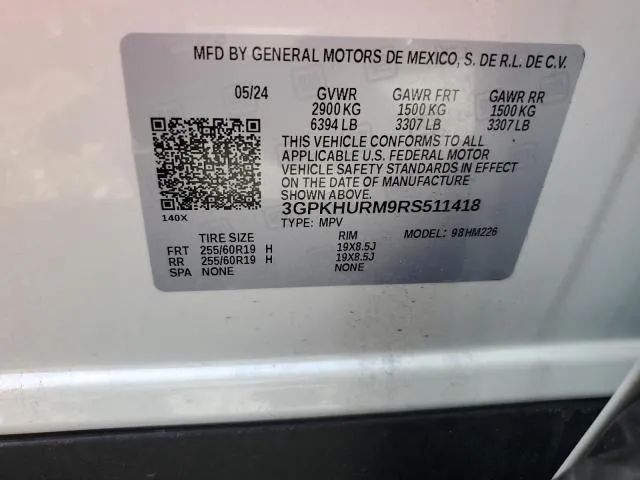 MFD BY GENERAL MOTORS DE MEXICO, S. DE R.L. DE C.V.
05/24 GVWR GAWR FRT GAWR RR
2900 KG 1500 KG 1500 KG
6394 LB 3307 LB 3307 LB
THIS VEHICLE CONFORMS TO ALL
APPLICABLE U.S. FEDERAL MOTOR
VEHICLE SAFETY STANDARDS IN EFFECT
ON THE DATE OF MANUFACTURE
SHOWN ABOVE.
3GPKHURM9RS511418
140X
TYPE: MPV MODEL: 98HM226
TIRE SIZE RIM
FRT 255/60R19 H 19X8.5J
RR 255/60R19 H 19X8.5J
SPA NONE NONE